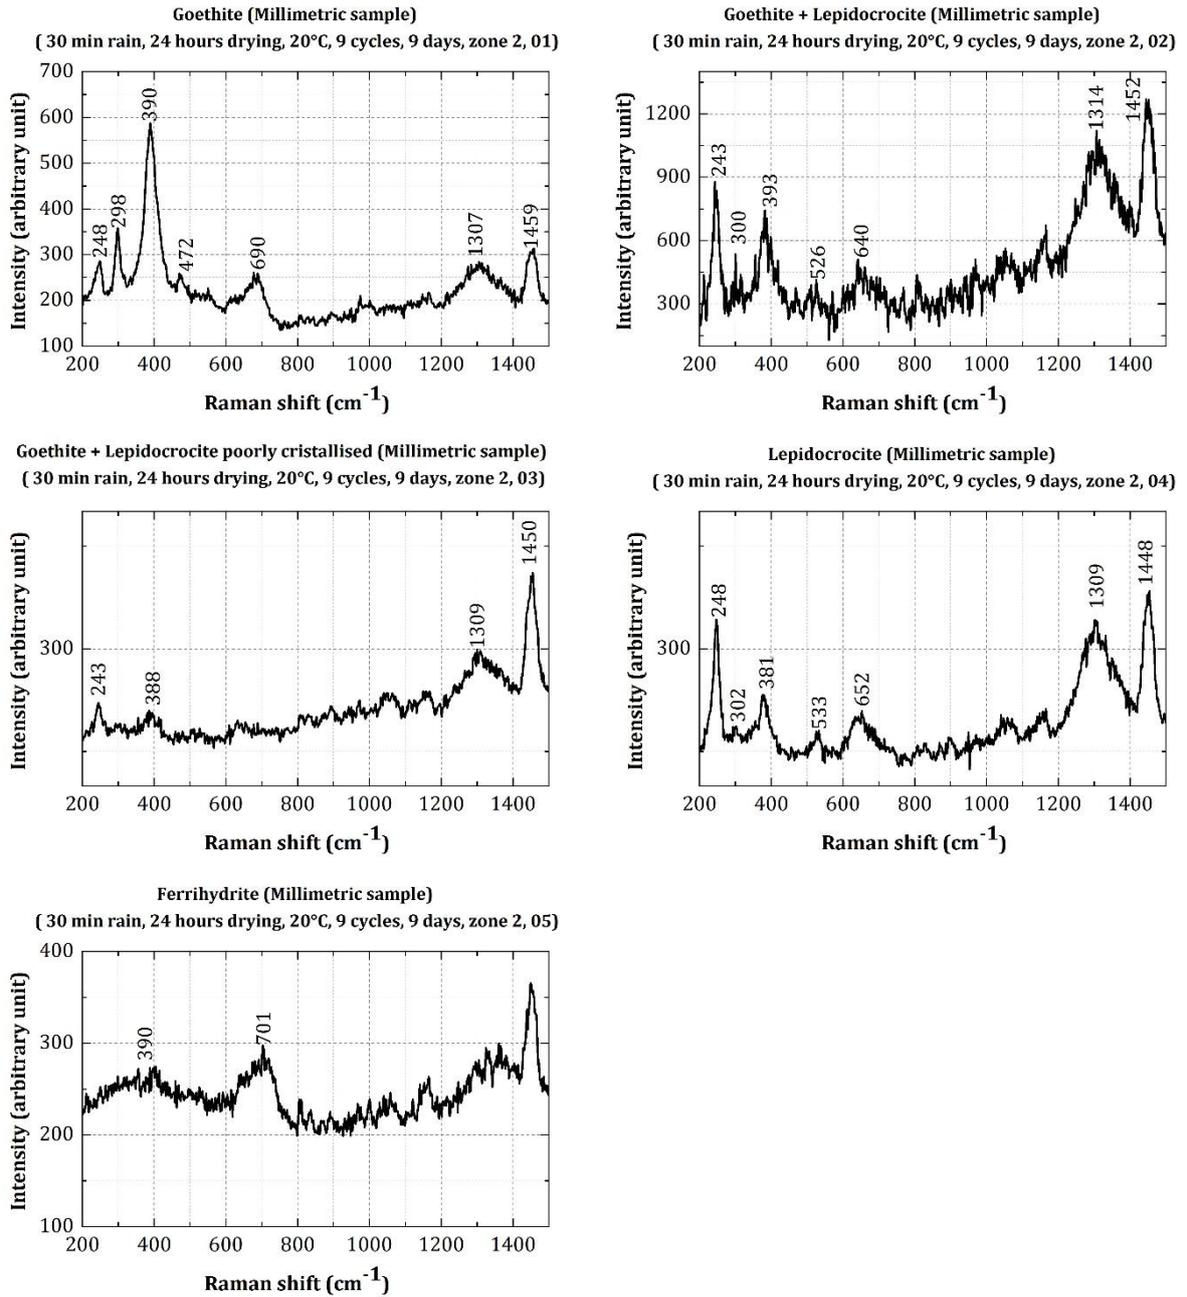 Goethite (Millimetric sample)
( 30 min rain, 24 hours drying, 20°C, 9 cycles, 9 days, zone 2, 01)
700
600
500
400
300
200
100
Intensity (arbitrary unit)
248
298
390
472
690
1307
1459
200 400 600 800 1000 1200 1400
Raman shift (cm-1)
Goethite + Lepidocrocite (Millimetric sample)
( 30 min rain, 24 hours drying, 20°C, 9 cycles, 9 days, zone 2, 02)
1200
900
600
300
Intensity (arbitrary unit)
243
300
393
526
640
1314
1452
200 400 600 800 1000 1200 1400
Raman shift (cm-1)
Goethite + Lepidocrocite poorly cristallised (Millimetric sample)
( 30 min rain, 24 hours drying, 20°C, 9 cycles, 9 days, zone 2, 03)
300
Intensity (arbitrary unit)
243
388
1309
1450
200 400 600 800 1000 1200 1400
Raman shift (cm-1)
Lepidocrocite (Millimetric sample)
( 30 min rain, 24 hours drying, 20°C, 9 cycles, 9 days, zone 2, 04)
300
Intensity (arbitrary unit)
248
302
381
533
652
1309
1448
200 400 600 800 1000 1200 1400
Raman shift (cm-1)
Ferrihydrite (Millimetric sample)
( 30 min rain, 24 hours drying, 20°C, 9 cycles, 9 days, zone 2, 05)
400
300
200
100
Intensity (arbitrary unit)
390
701
200 400 600 800 1000 1200 1400
Raman shift (cm-1)